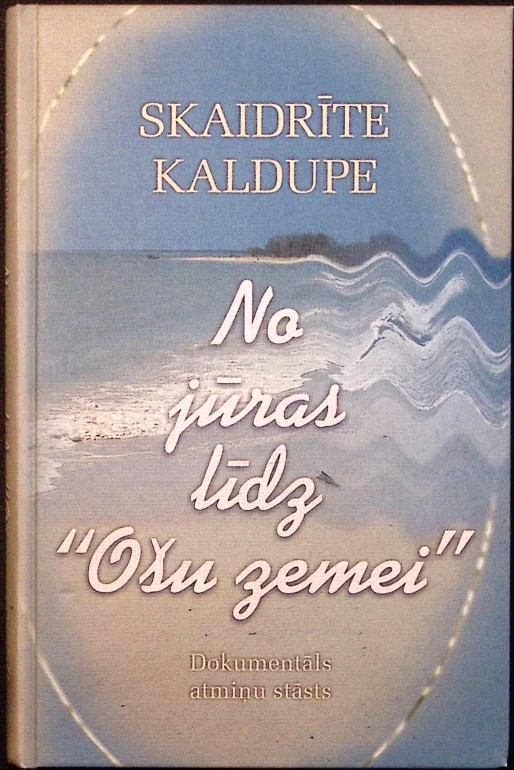 SKAIDRĪTE
KALDUPE
No
jūras
līdz
“Ošu zemei”
Dokumentāls
atmiņu stāsts